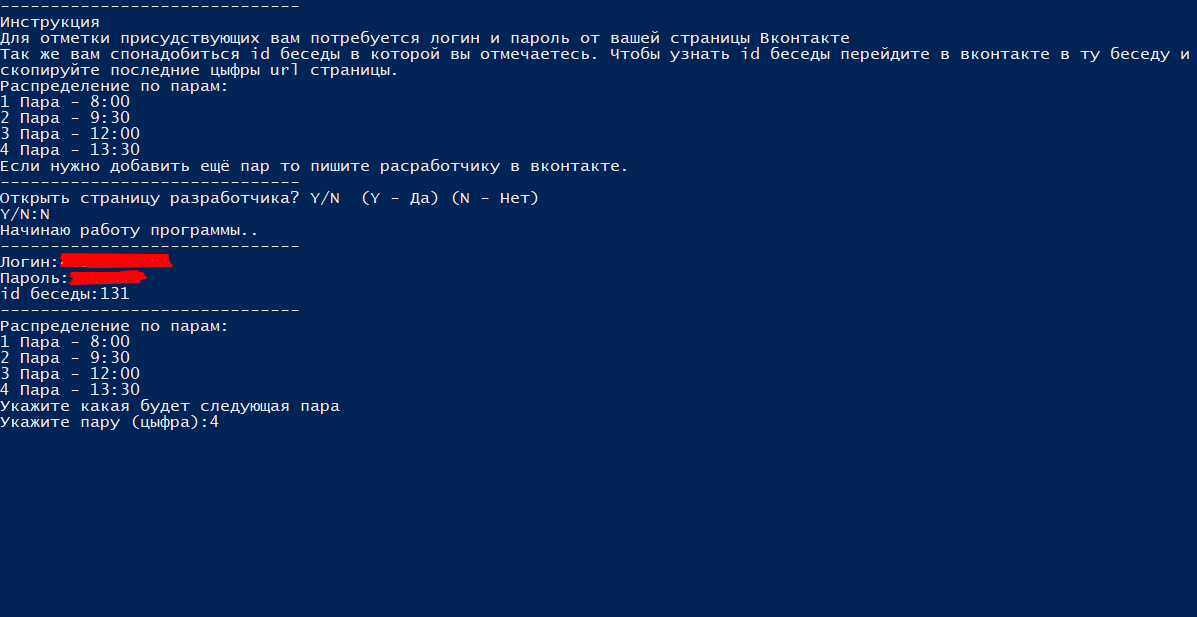 ------------------------------
Инструкция
Для отметки присудствующих вам потребуется логин и пароль от вашей страницы Вконтакте
Так же вам спонадобиться id беседы в которой вы отмечаетесь. Чтобы узнать id беседы перейдите в вконтакте в ту беседу и
скопируйте последние цыфры url страницы.
Распределение по парам:
1 Пара - 8:00
2 Пара - 9:30
3 Пара - 12:00
4 Пара - 13:30
Если нужно добавить ещё пар то пишите расработчику в вконтакте.
------------------------------
Открыть страницу разработчика? Y/N  (Y - Да) (N - Нет)
Y/N:N
Начинаю работу программы..
------------------------------
Логин:
Пароль:
id беседы:131
------------------------------
Распределение по парам:
1 Пара - 8:00
2 Пара - 9:30
3 Пара - 12:00
4 Пара - 13:30
Укажите какая будет следующая пара
Укажите пару (цыфра):4